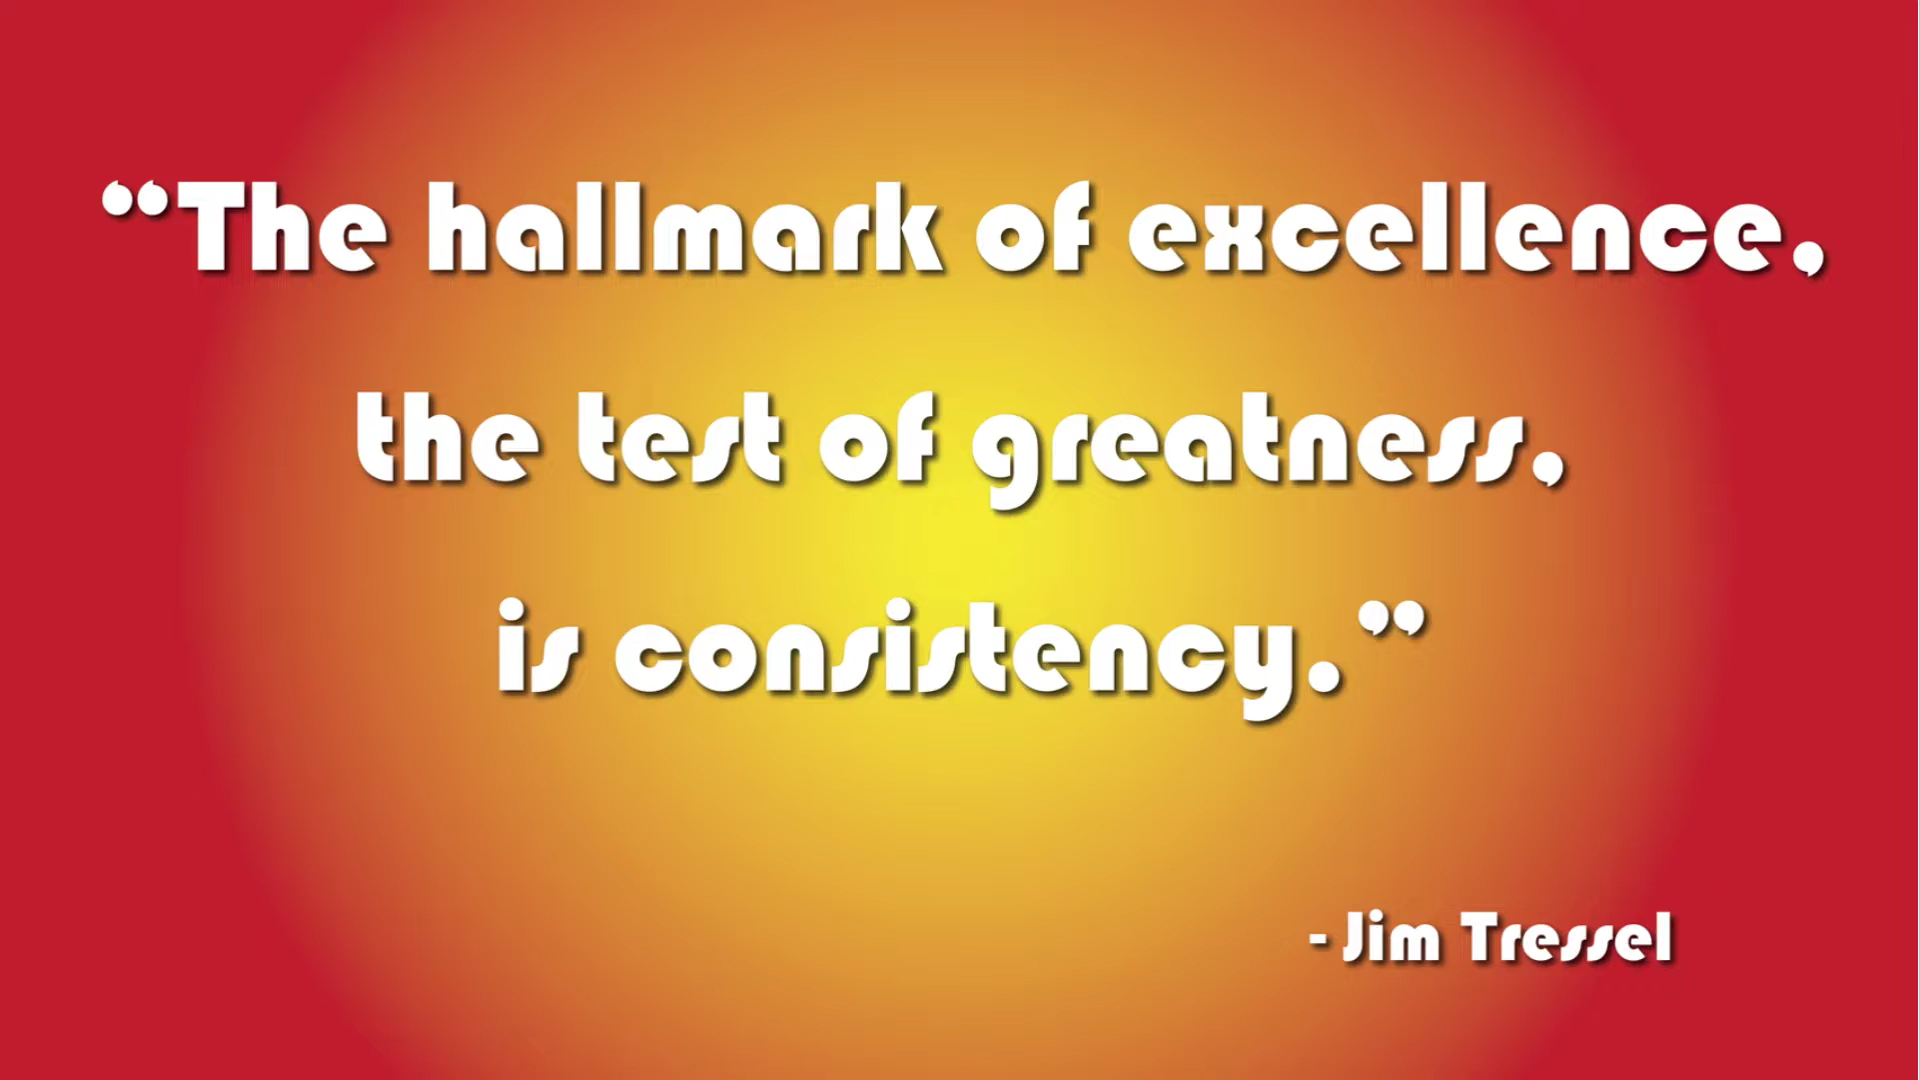 “The hallmark of excellence,
the test of greatness,
is consistency.”
- Jim Tressel